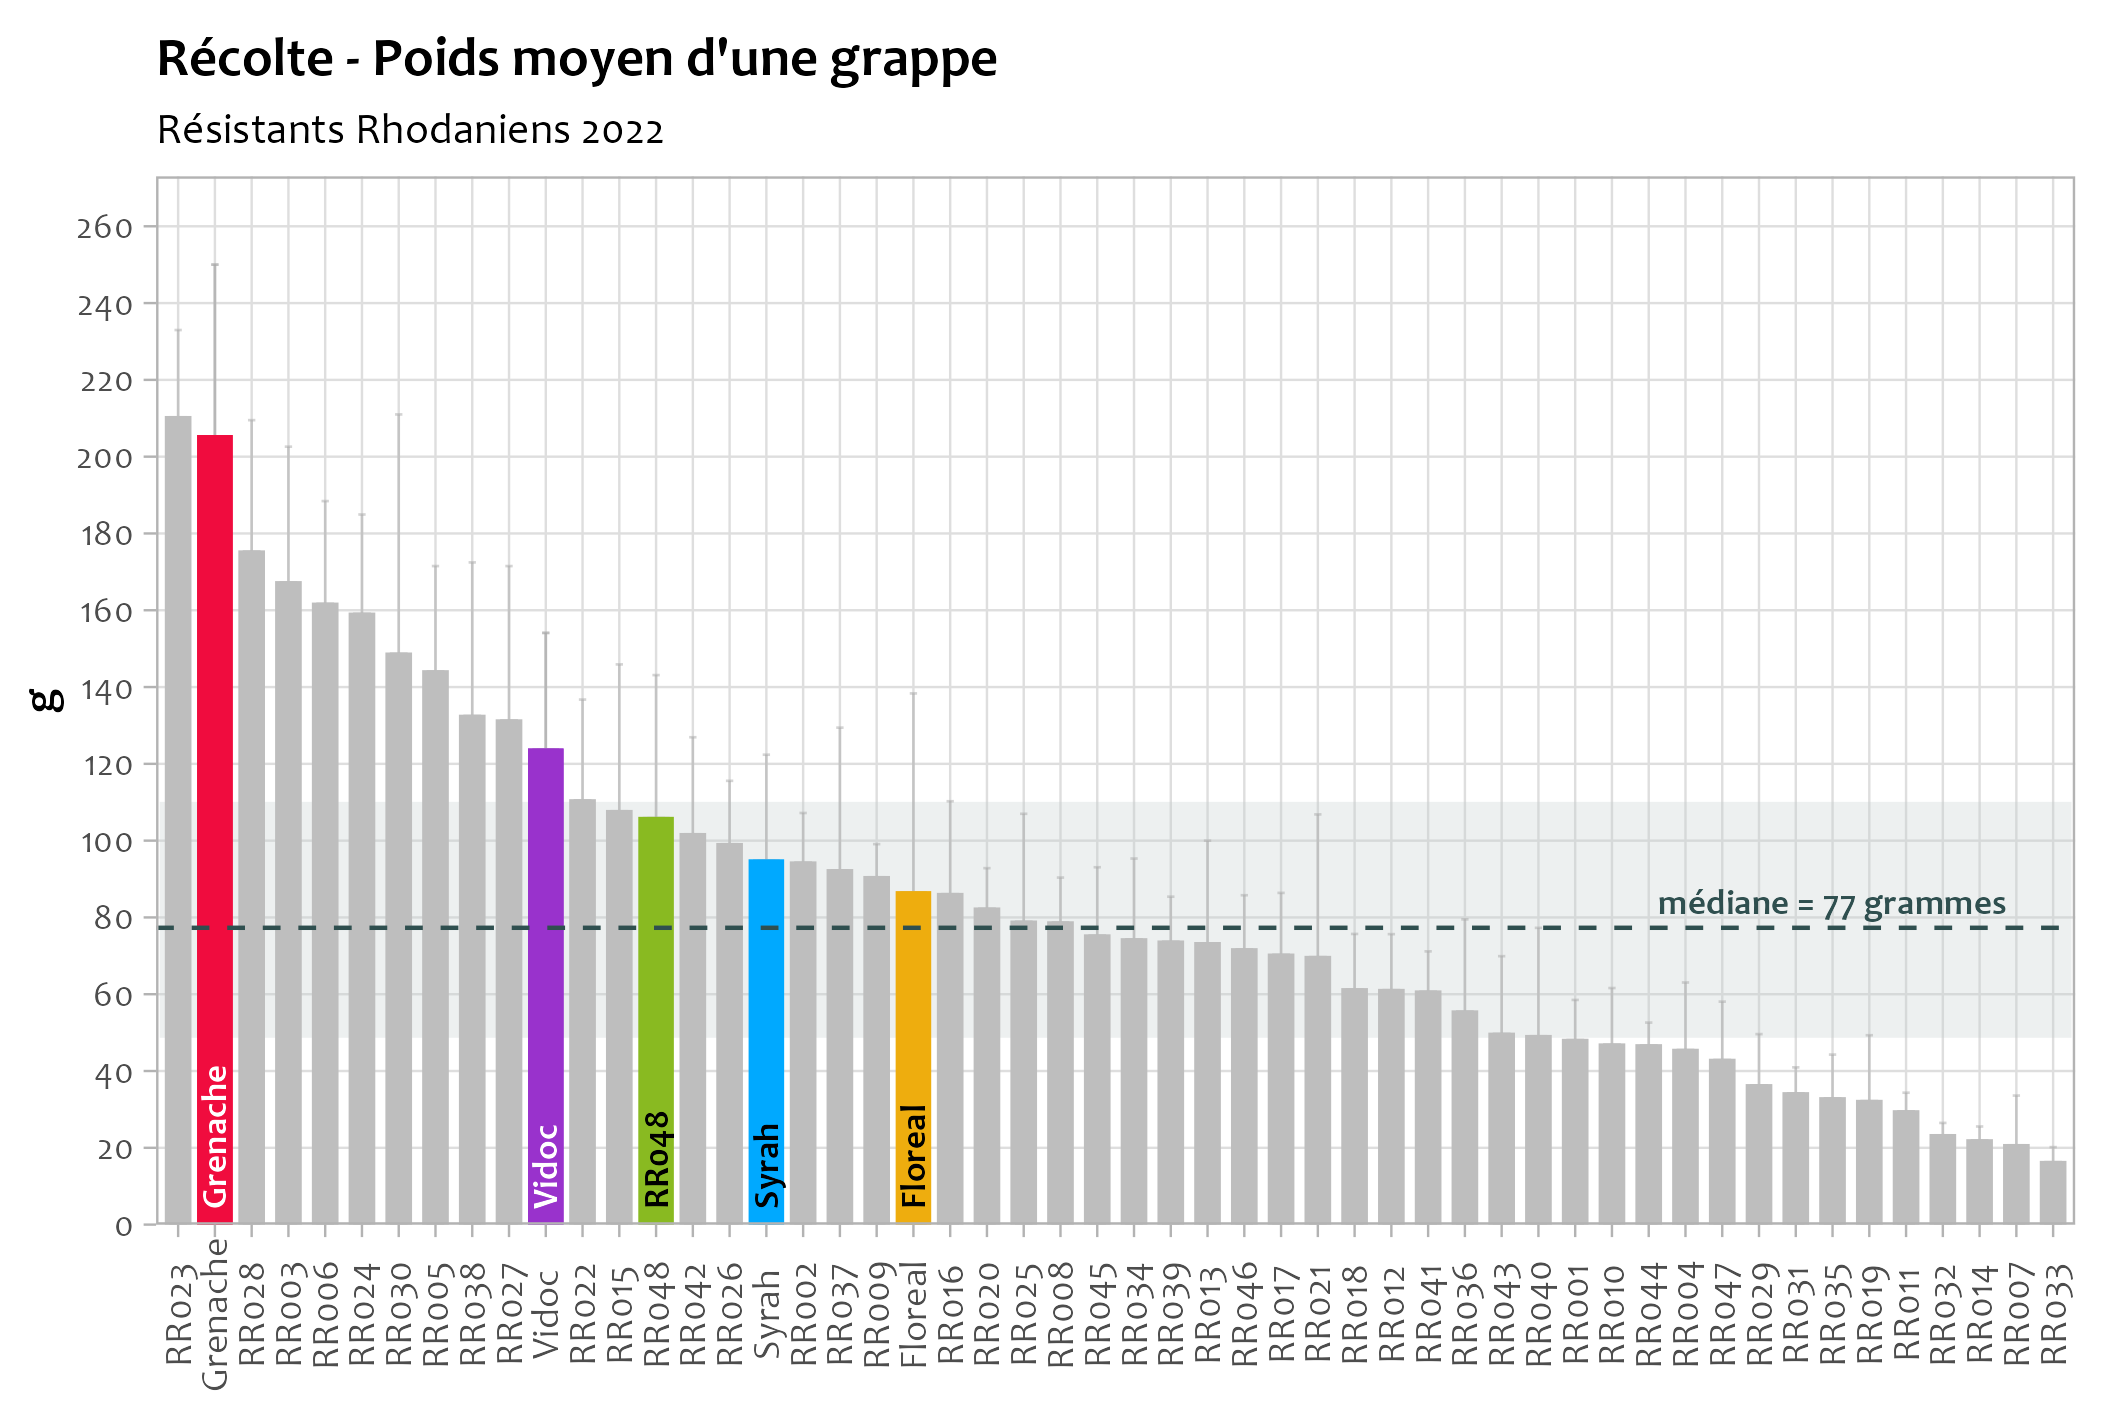 Récolte - Poids moyen d'une grappe
Résistants Rhodaniens 2022
260
240
220
200
180
160
140
120
100
80
60
40
20
0
g
médiane = 77 grammes
Grenache
Vidoc
RR048
Syrah
Floreal
RR023
Grenache
RR028
RR003
RR006
RR024
RR030
RR005
RR038
RR027
Vidoc
RR022
RR015
RR048
RR042
RR026
Syrah
RR002
RR037
RR009
Floreal
RR016
RR020
RR025
RR008
RR045
RR034
RR039
RR013
RR046
RR017
RR021
RR018
RR012
RR041
RR036
RR043
RR040
RR001
RR010
RR044
RR004
RR047
RR029
RR031
RR035
RR019
RR011
RR032
RR014
RR007
RR033